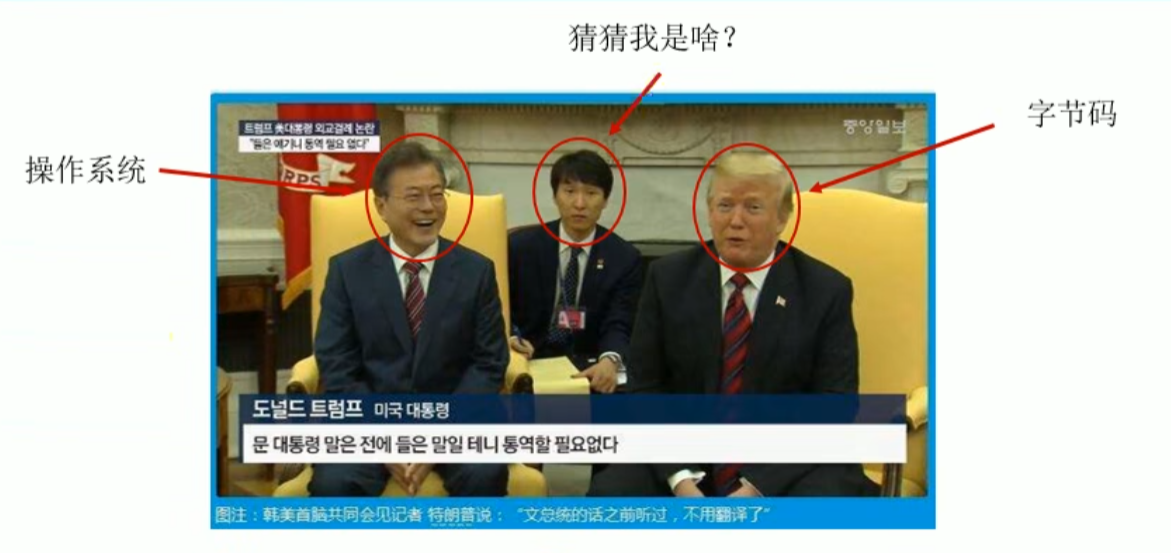 猜猜我是啥？
字节码
操作系统
트럼프 美대통령 외교결례 논란
"들은 얘기니 통역 필요 없다"
중앙일보
RPS
도널드 트럼프 미국 대통령
문 대통령 말은 전에 들은 말일 테니 통역할 필요없다
图注：韩美首脑共同会见记者 特朗普说：“文总统的话之前听过，不用翻译了”